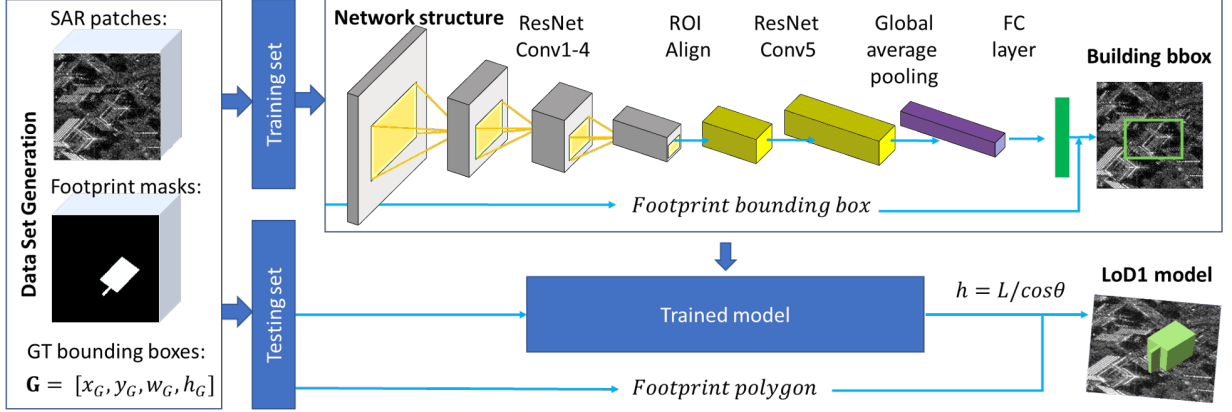 Data Set Generation
SAR patches:
Footprint masks:
GT bounding boxes:
𝐆 = [𝑥_𝐺, 𝑦_𝐺, 𝑤_𝐺, ℎ_𝐺]
Training set
Testing set
Network structure
ResNet
Conv1-4
ROI
Align
ResNet
Conv5
Global
average
pooling
FC
layer
Building bbox
Footprint bounding box
Trained model
ℎ = 𝐿/𝑐𝑜𝑠𝜃
LoD1 model
Footprint polygon